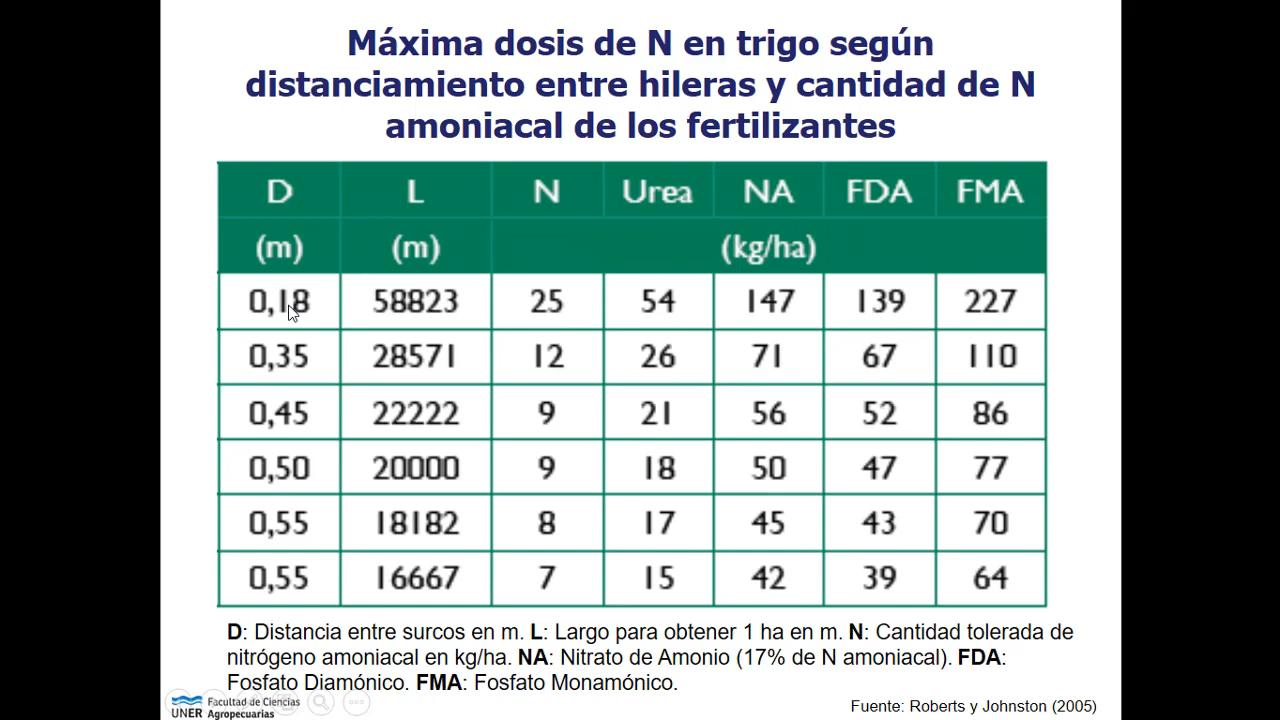 Máxima dosis de N en trigo según
distanciamiento entre hileras y cantidad de N
amoniacal de los fertilizantes
D L N Urea NA FDA FMA
(m) (m) (kg/ha)
0,18 58823 25 54 147 139 227
0,35 28571 12 26 71 67 110
0,45 22222 9 21 56 52 86
0,50 20000 9 18 50 47 77
0,55 18182 8 17 45 43 70
0,55 16667 7 15 42 39 64
D: Distancia entre surcos en m. L: Largo para obtener 1 ha en m. N: Cantidad tolerada de
nitrógeno amoniacal en kg/ha. NA: Nitrato de Amonio (17% de N amoniacal). FDA:
Fosfato Diamónico. FMA: Fosfato Monamónico.
UNER Facultad de Ciencias
Agropecuarias
Fuente: Roberts y Johnston (2005)